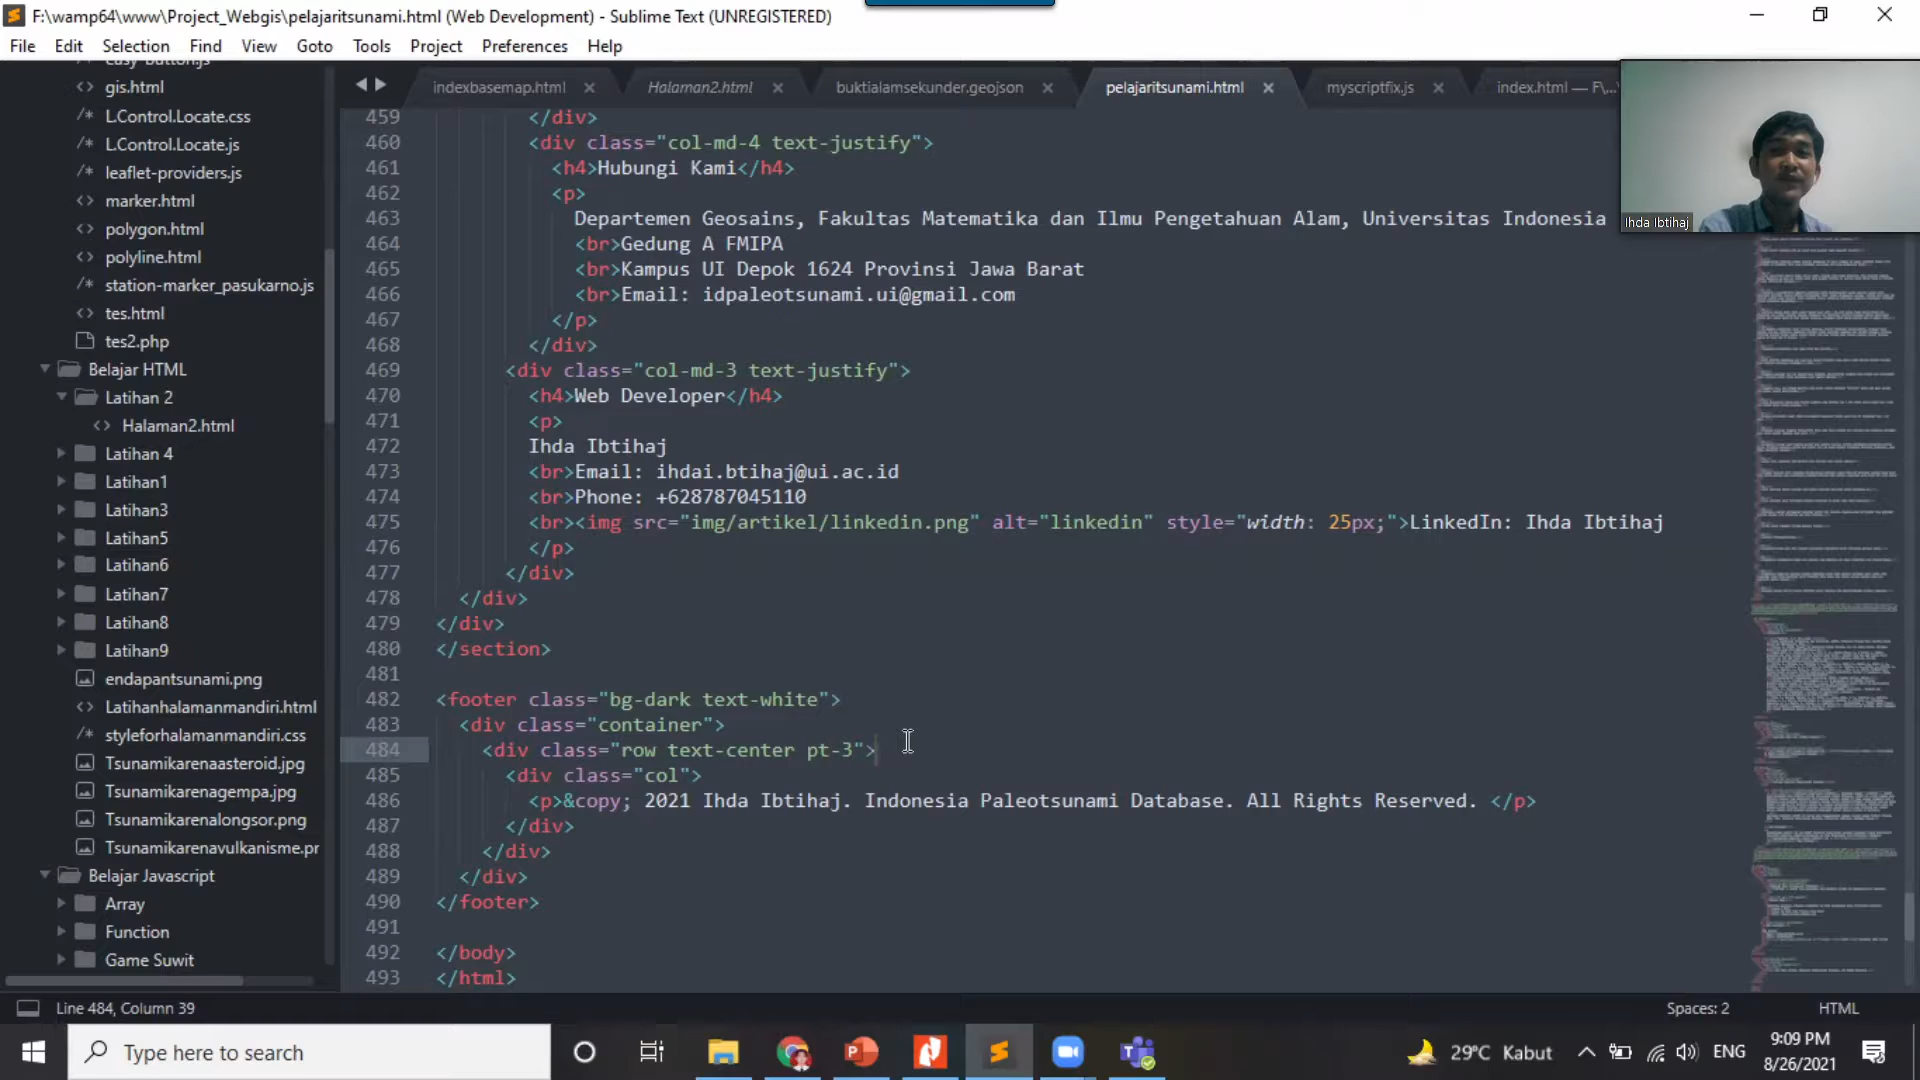 F:\wamp64\www\Project_Webgis\pelajaritsunami.html (Web Development) - Sublime Text (UNREGISTERED)
File Edit Selection Find View Goto Tools Project Preferences Help
easy-button.js
gis.html
L.Control.Locate.css
L.Control.Locate.js
leaflet-providers.js
marker.html
polygon.html
polyline.html
station-marker_pasukarno.js
tes.html
tes2.php
Belajar HTML
Latihan 2
Halaman2.html
Latihan 4
Latihan1
Latihan3
Latihan5
Latihan6
Latihan7
Latihan8
Latihan9
endapantsunami.png
Latihanhalamanmandiri.html
styleforhalamanmandiri.css
Tsunamikarenaasteroid.jpg
Tsunamikarenagempa.jpg
Tsunamikarenalongsor.png
Tsunamikarenavulkanisme.pr
Belajar Javascript
Array
Function
Game Suwit
indexbasemap.html Halaman2.html buktialamsekunder.geojson pelajaritsunami.html myscriptfix.js index.html — F\...
459 </div>
460 <div class="col-md-4 text-justify">
461 <h4>Hubungi Kami</h4>
462 <p>
463 Departemen Geosains, Fakultas Matematika dan Ilmu Pengetahuan Alam, Universitas Indonesia
464 <br>Gedung A FMIPA
465 <br>Kampus UI Depok 1624 Provinsi Jawa Barat
466 <br>Email: idpaleotsunami.ui@gmail.com
467 </p>
468 </div>
469 <div class="col-md-3 text-justify">
470 <h4>Web Developer</h4>
471 <p>
472 Ihda Ibtihaj
473 <br>Email: ihdai.btihaj@ui.ac.id
474 <br>Phone: +628787045110
475 <br><img src="img/artikel/linkedin.png" alt="linkedin" style="width: 25px;">LinkedIn: Ihda Ibtihaj
476 </p>
477 </div>
478 </div>
479 </div>
480 </section>
481
482 <footer class="bg-dark text-white">
483 <div class="container">
484 <div class="row text-center pt-3">
485 <div class="col">
486 <p>&copy; 2021 Ihda Ibtihaj. Indonesia Paleotsunami Database. All Rights Reserved. </p>
487 </div>
488 </div>
489 </div>
490 </footer>
491
492 </body>
493 </html>
Ihda Ibtihaj
Line 484, Column 39
Spaces: 2 HTML
Type here to search
29°C Kabut
ENG
9:09 PM
8/26/2021